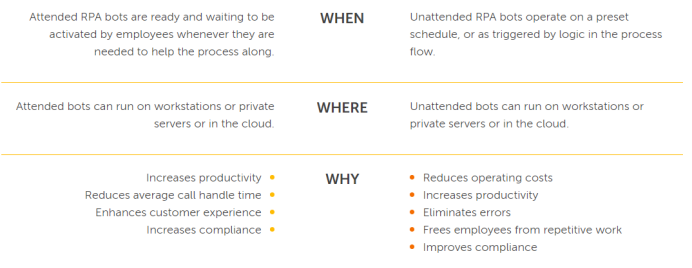 Attended RPA bots are ready and waiting to be
activated by employees whenever they are
needed to help the process along.
WHEN
Unattended RPA bots operate on a preset
schedule, or as triggered by logic in the process
flow.
Attended bots can run on workstations or private
servers or in the cloud.
WHERE
Unattended bots can run on workstations or
private servers or in the cloud.
Increases productivity
Reduces average call handle time
Enhances customer experience
Increases compliance
WHY
Reduces operating costs
Increases productivity
Eliminates errors
Frees employees from repetitive work
Improves compliance